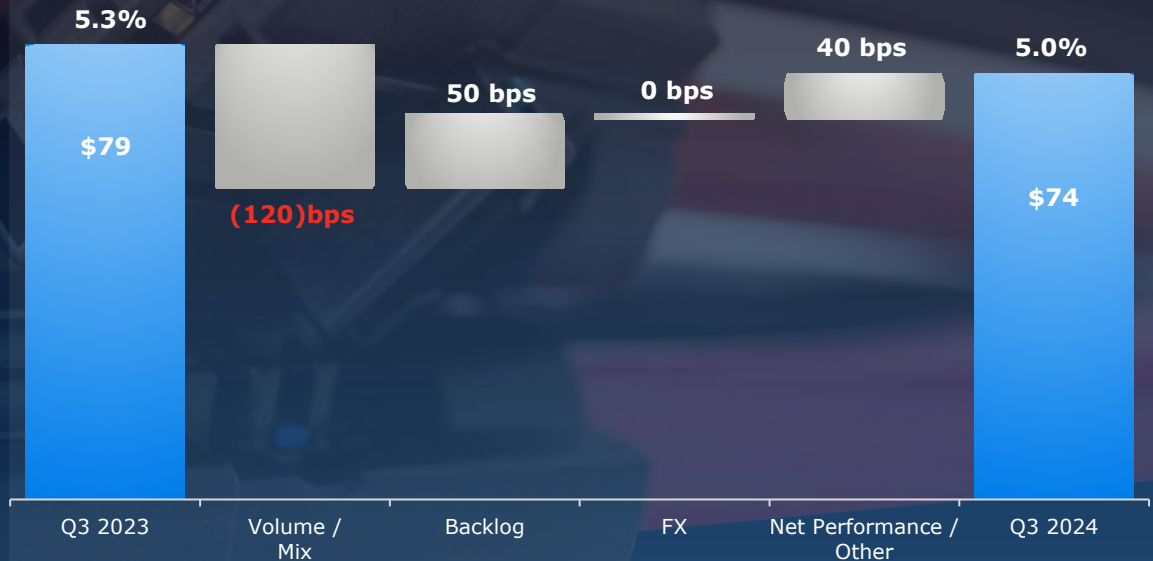 5.3%
40 bps
5.0%
50 bps
0 bps
$79
$74
(120)bps
Q3 2023
Volume /
Mix
Backlog
FX
Net Performance /
Other
Q3 2024